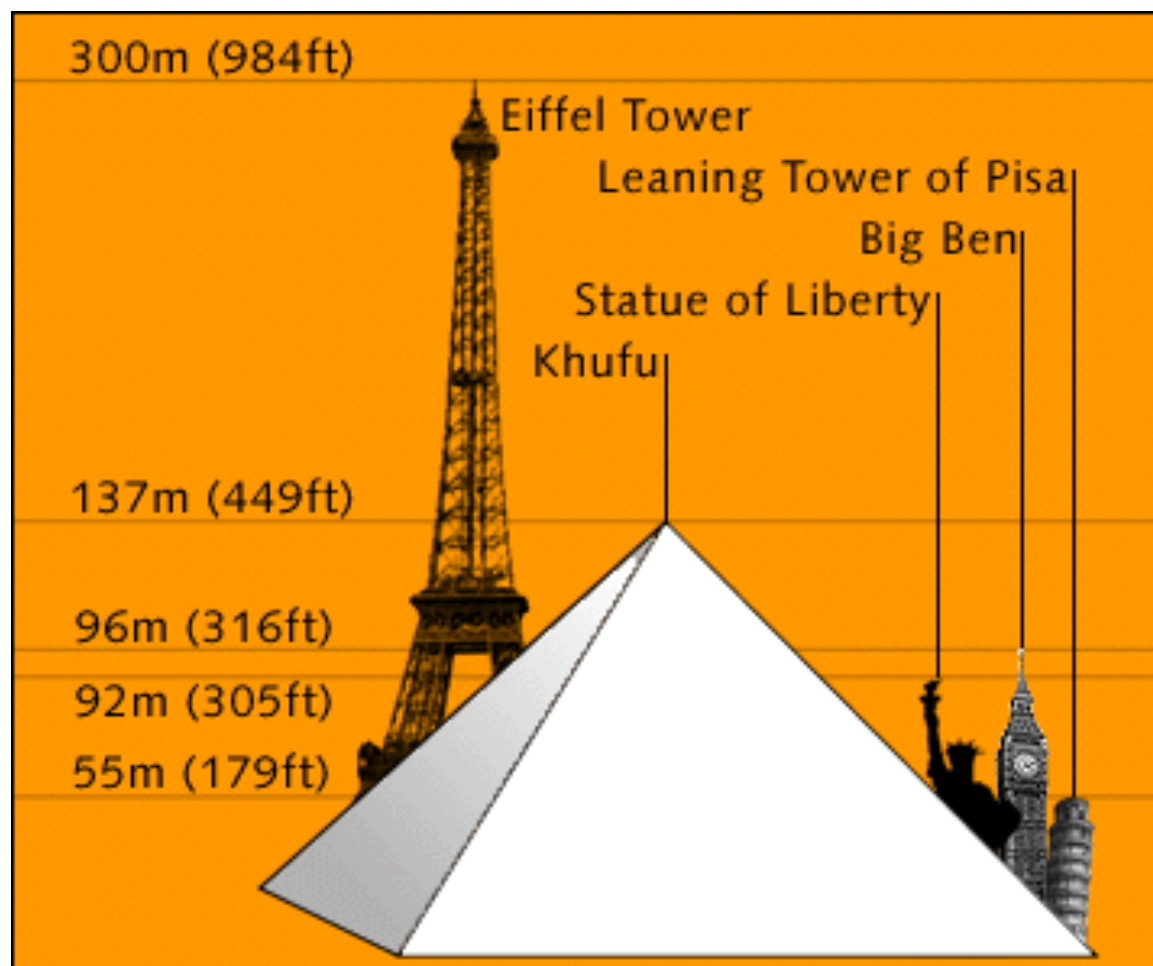 300m (984ft)
Eiffel Tower
Leaning Tower of Pisa
Big Ben
Statue of Liberty
Khufu
137m (449ft)
96m (316ft)
92m (305ft)
55m (179ft)